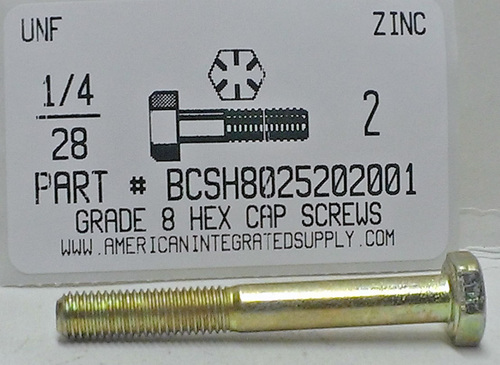 UNF
ZINC
1/4
28
2
PART # BCSH8025202001
GRADE 8 HEX CAP SCREWS
WWW.AMERICANINTEGRATEDSUPPLY.COM